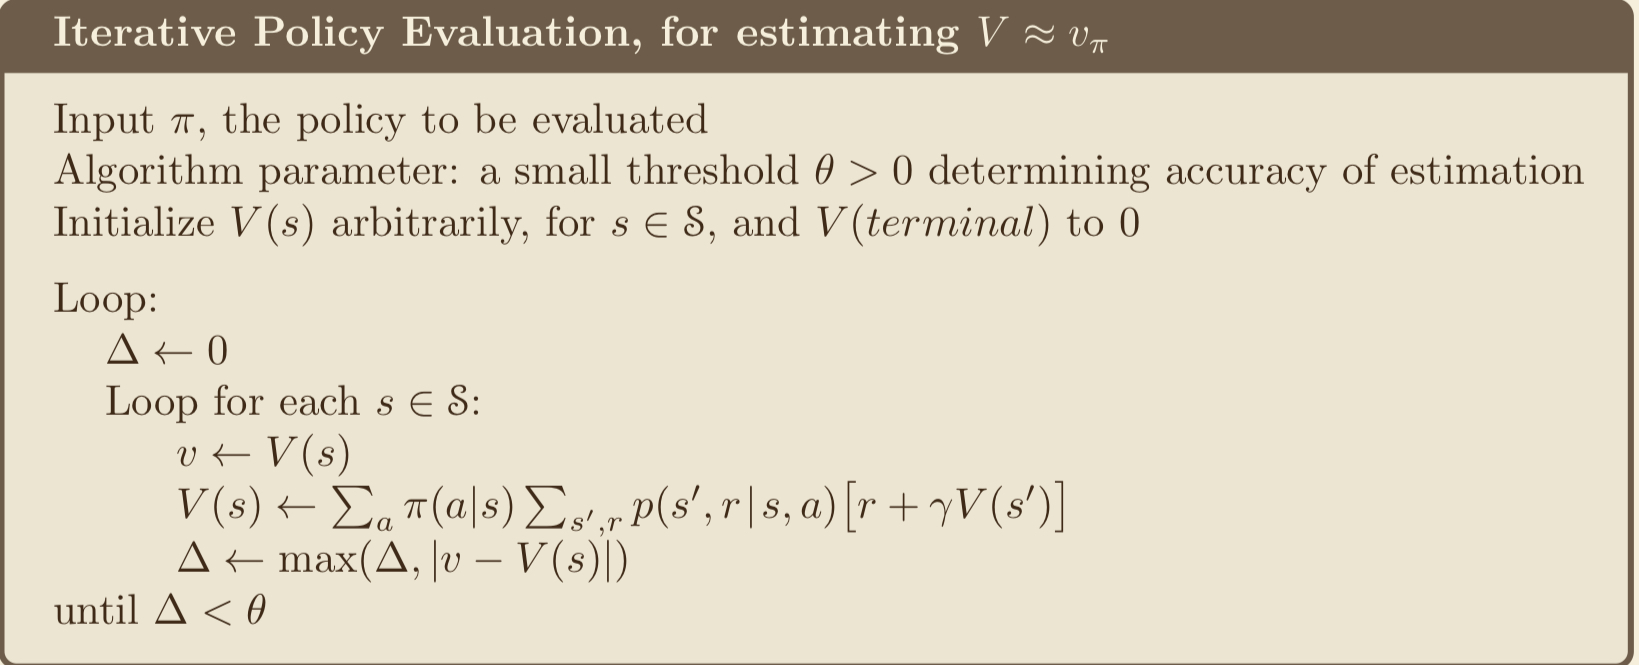 Iterative Policy Evaluation, for estimating V ≈ v_π
Input π, the policy to be evaluated
Algorithm parameter: a small threshold θ > 0 determining accuracy of estimation
Initialize V(s) arbitrarily, for s ∈ 𝒮, and V(terminal) to 0
Loop:
Δ ← 0
Loop for each s ∈ 𝒮:
v ← V(s)
V(s) ← ∑_a π(a|s) ∑_{s′,r} p(s′, r|s, a)[r + γV(s′)]
Δ ← max(Δ, |v − V(s)|)
until Δ < θ